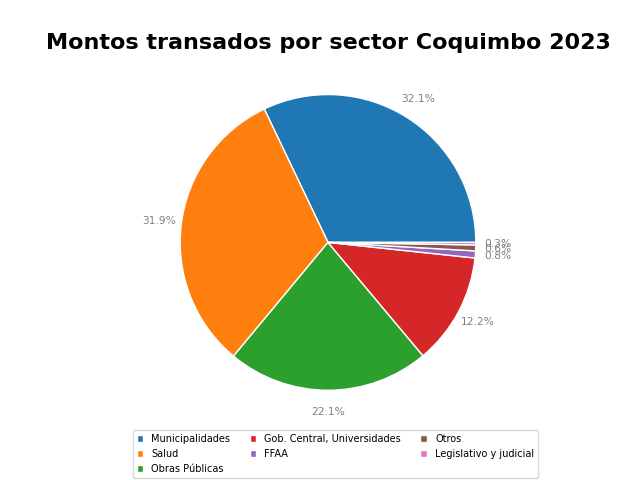 Montos transados por sector Coquimbo 2023
32.1%
31.9%
0.3%
0.6%
0.8%
12.2%
22.1%
Municipalidades
Salud
Obras Públicas
Gob. Central, Universidades
FFAA
Otros
Legislativo y judicial